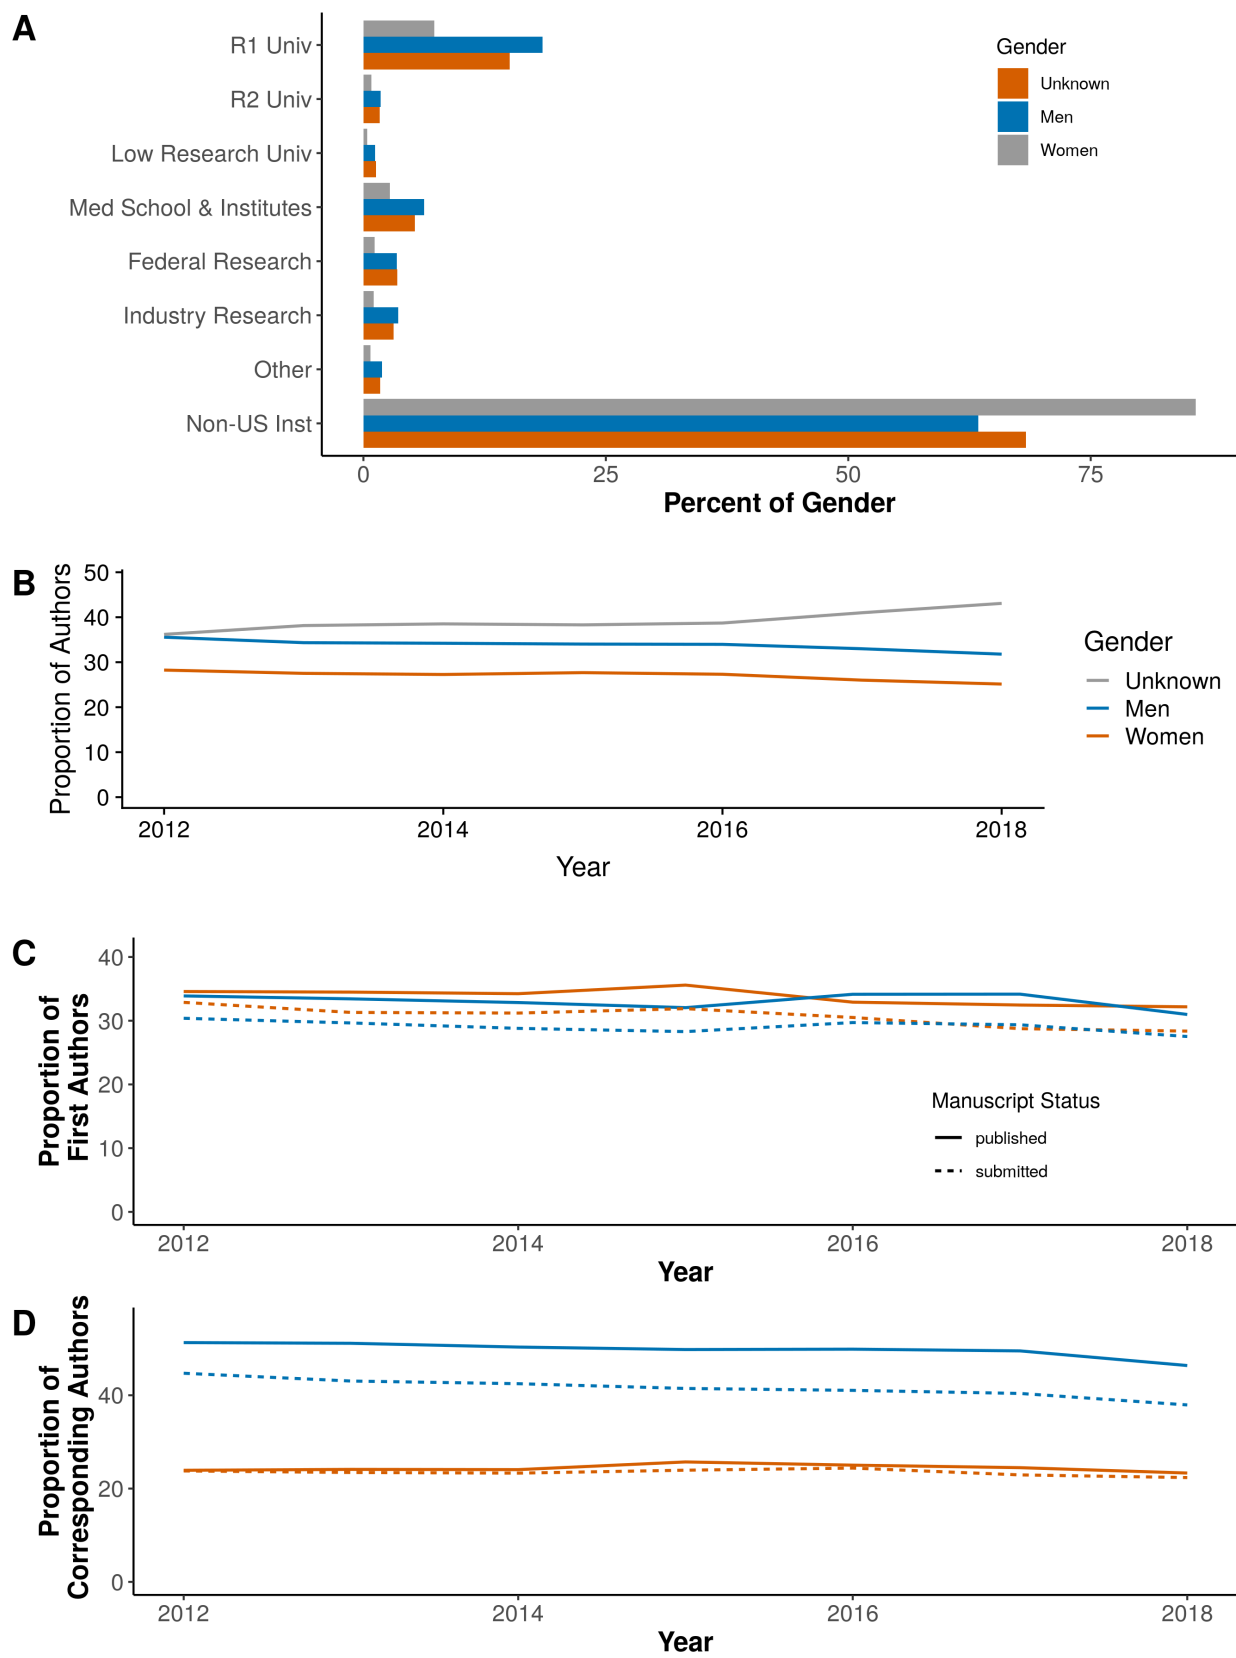 A
R1 Univ
R2 Univ
Low Research Univ
Med School & Institutes
Federal Research
Industry Research
Other
Non-US Inst
0 25 50 75
Percent of Gender
Gender
Unknown
Men
Women
B
Proportion of Authors
50
40
30
20
10
0
2012 2014 2016 2018
Year
Gender
Unknown
Men
Women
C
Proportion of
First Authors
40
30
20
10
0
Manuscript Status
published
submitted
2012 2014 2016 2018
Year
D
Proportion of
Corresponding Authors
40
20
0
2012 2014 2016 2018
Year